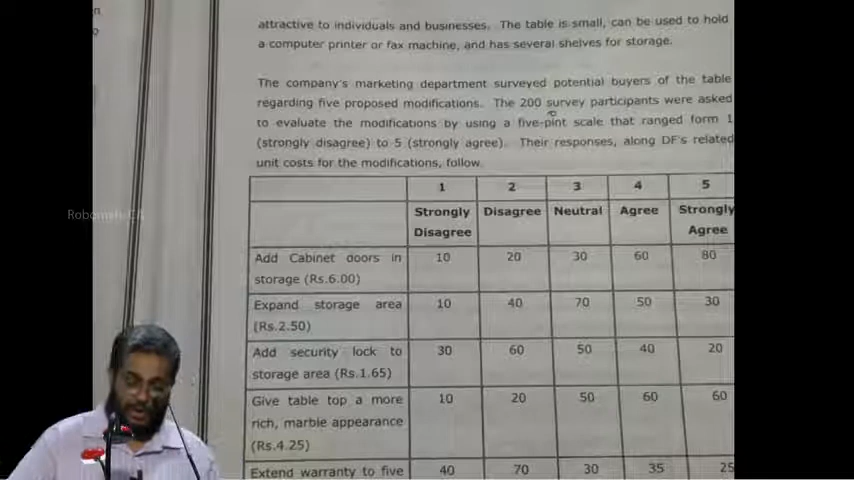 n
attractive to individuals and businesses. The table is small, can be used to hold
a computer printer or fax machine, and has several shelves for storage.
The company's marketing department surveyed potential buyers of the table
regarding five proposed modifications. The 200 survey participants were asked
to evaluate the modifications by using a five-pint scale that ranged form 1
(strongly disagree) to 5 (strongly agree). Their responses, along DF's related
unit costs for the modifications, follow.
1 2 3 4 5
Strongly Disagree Neutral Agree Strongly
Disagree Agree
Add Cabinet doors in 10 20 30 60 80
storage (Rs.6.00)
Expand storage area 10 40 70 50 30
(Rs.2.50)
Add security lock to 30 60 50 40 20
storage area (Rs.1.65)
Give table top a more 10 20 50 60 60
rich, marble appearance
(Rs.4.25)
Extend warranty to five 40 70 30 35 25